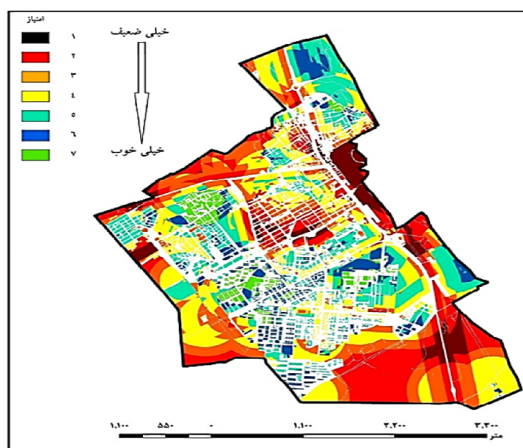 امتیاز
۱
۲
۳
۴
۵
۶
۷
خیلی ضعیف
خیلی خوب
۱,۱۰۰ ۵۵۰ ۰ ۱,۱۰۰ ۲,۲۰۰ ۳,۳۰۰
متر